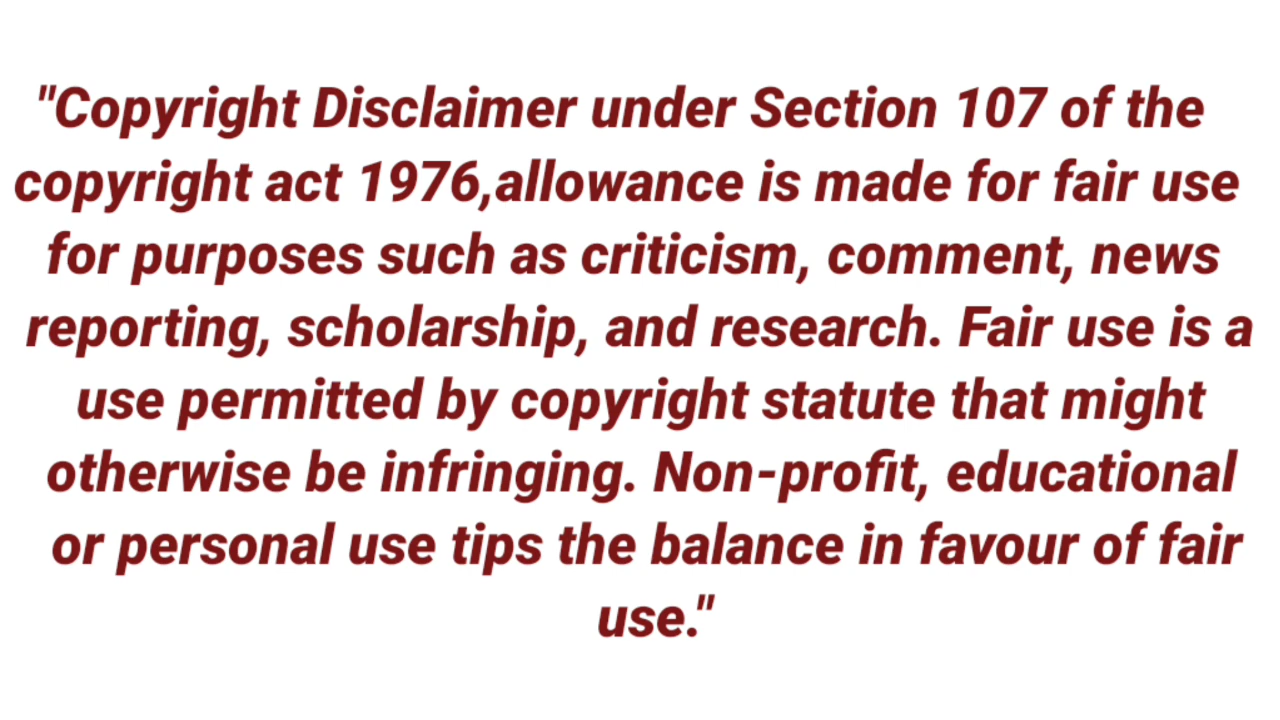 "Copyright Disclaimer under Section 107 of the
copyright act 1976,allowance is made for fair use
for purposes such as criticism, comment, news
reporting, scholarship, and research. Fair use is a
use permitted by copyright statute that might
otherwise be infringing. Non-profit, educational
or personal use tips the balance in favour of fair
use."